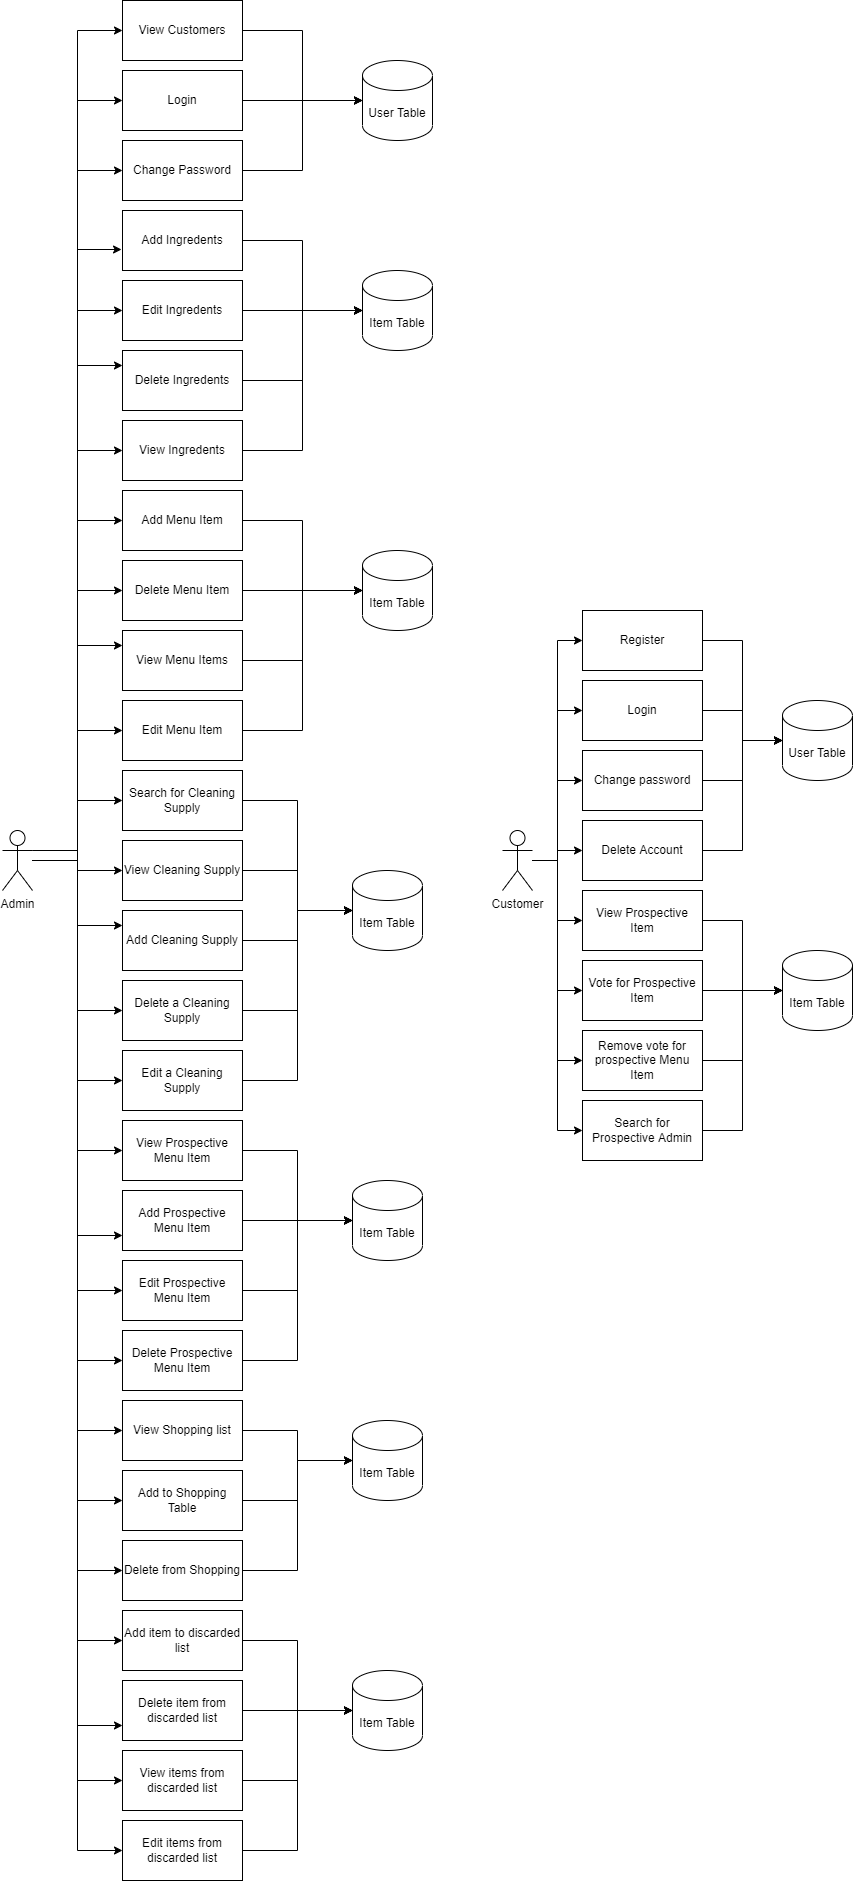 View Customers
Login
User Table
Change Password
Add Ingredents
Edit Ingredents
Item Table
Delete Ingredents
View Ingredents
Add Menu Item
Delete Menu Item
Item Table
View Menu Items
Edit Menu Item
Search for Cleaning
Supply
View Cleaning Supply
Admin
Add Cleaning Supply
Item Table
Delete a Cleaning
Supply
Edit a Cleaning
Supply
View Prospective
Menu Item
Add Prospective
Menu Item
Item Table
Edit Prospective
Menu Item
Delete Prospective
Menu Item
View Shopping list
Item Table
Add to Shopping
Table
Delete from Shopping
Add item to discarded
list
Delete item from
discarded list
Item Table
View items from
discarded list
Edit items from
discarded list
Register
Login
User Table
Change password
Delete Account
Customer
View Prospective
Item
Vote for Prospective
Item
Item Table
Remove vote for
prospective Menu
Item
Search for
Prospective Admin